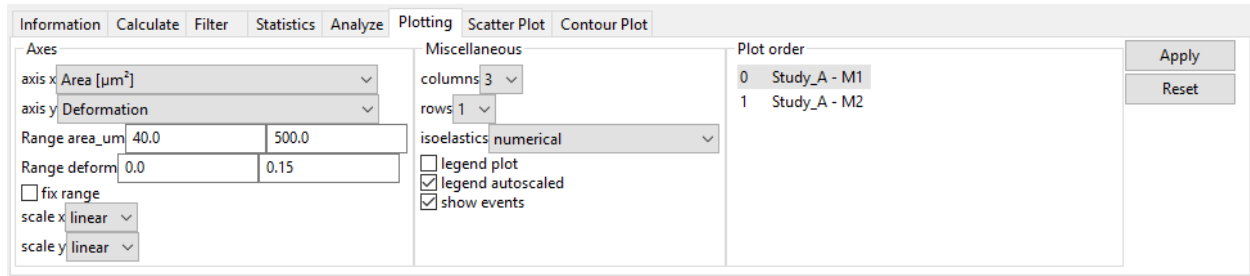 Information Calculate Filter Statistics Analyze Plotting Scatter Plot Contour Plot
Axes
axis x Area [µm²]
axis y Deformation
Range area_um 40.0 500.0
Range deform 0.0 0.15
fix range
scale x linear
scale y linear
Miscellaneous
columns 3
rows 1
isoelastics numerical
legend plot
legend autoscaled
show events
Plot order
0 Study_A - M1
1 Study_A - M2
Apply
Reset